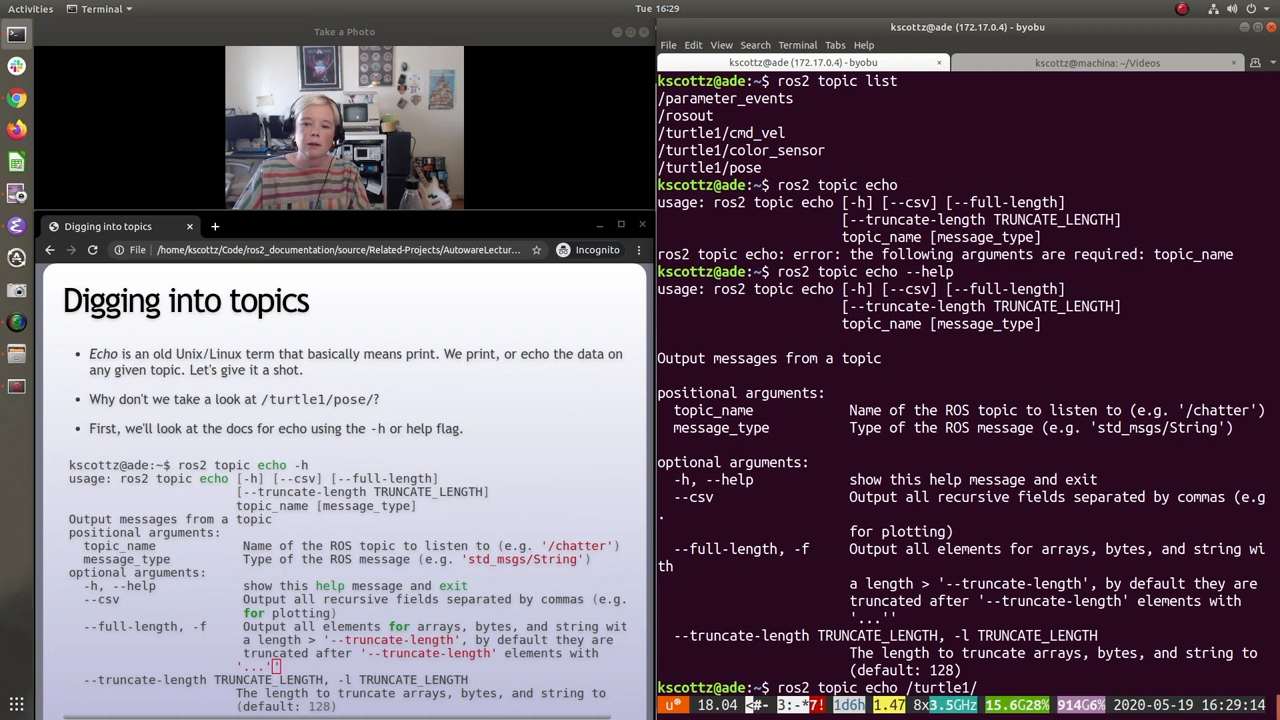 Activities
Terminal
Tue 16:29
Take a Photo
Digging into topics
File
/home/kscottz/Code/ros2_documentation/source/Related-Projects/AutowareLectur...
Incognito
Digging into topics
• Echo is an old Unix/Linux term that basically means print. We print, or echo the data on
any given topic. Let's give it a shot.
• Why don't we take a look at /turtle1/pose/?
• First, we'll look at the docs for echo using the -h or help flag.
kscottz@ade:~$ ros2 topic echo -h
usage: ros2 topic echo [-h] [--csv] [--full-length]
[--truncate-length TRUNCATE_LENGTH]
topic_name [message_type]
Output messages from a topic
positional arguments:
topic_name Name of the ROS topic to listen to (e.g. '/chatter')
message_type Type of the ROS message (e.g. 'std_msgs/String')
optional arguments:
-h, --help show this help message and exit
--csv Output all recursive fields separated by commas (e.g.
for plotting)
--full-length, -f Output all elements for arrays, bytes, and string wit
a length > '--truncate-length', by default they are
truncated after '--truncate-length' elements with
'...''
--truncate-length TRUNCATE_LENGTH, -l TRUNCATE_LENGTH
The length to truncate arrays, bytes, and string to
(default: 128)
kscottz@ade (172.17.0.4) - byobu
File Edit View Search Terminal Tabs Help
kscottz@ade (172.17.0.4) - byobu
kscottz@machina: ~/Videos
kscottz@ade:~$ ros2 topic list
/parameter_events
/rosout
/turtle1/cmd_vel
/turtle1/color_sensor
/turtle1/pose
kscottz@ade:~$ ros2 topic echo
usage: ros2 topic echo [-h] [--csv] [--full-length]
[--truncate-length TRUNCATE_LENGTH]
topic_name [message_type]
ros2 topic echo: error: the following arguments are required: topic_name
kscottz@ade:~$ ros2 topic echo --help
usage: ros2 topic echo [-h] [--csv] [--full-length]
[--truncate-length TRUNCATE_LENGTH]
topic_name [message_type]
Output messages from a topic
positional arguments:
topic_name Name of the ROS topic to listen to (e.g. '/chatter')
message_type Type of the ROS message (e.g. 'std_msgs/String')
optional arguments:
-h, --help show this help message and exit
--csv Output all recursive fields separated by commas (e.g
.
for plotting)
--full-length, -f Output all elements for arrays, bytes, and string wi
th
a length > '--truncate-length', by default they are
truncated after '--truncate-length' elements with
'...''
--truncate-length TRUNCATE_LENGTH, -l TRUNCATE_LENGTH
The length to truncate arrays, bytes, and string to
(default: 128)
kscottz@ade:~$ ros2 topic echo /turtle1/
u® 18.04 <#- 3:-*7! 1d6h 1.47 8x3.5GHz 15.6G28% 914G6% 2020-05-19 16:29:14